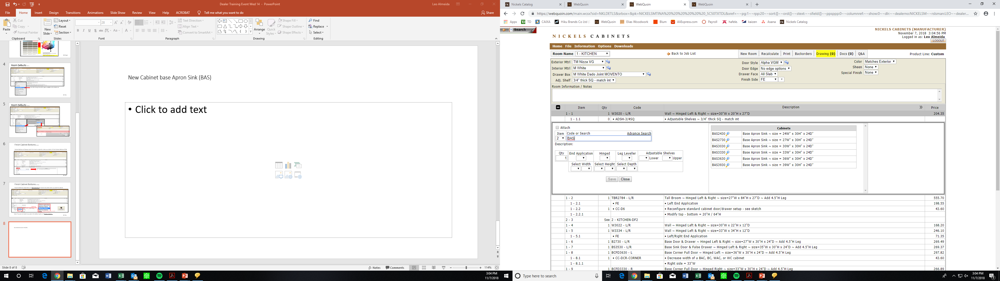 Dealer Training Event Wed 14 - PowerPoint
Leo Almeida
File Home Insert Design Transitions Animations Slide Show Review View Help ACROBAT Tell me what you want to do Share
Paste
Cut
Copy
Format Painter
Clipboard
New Slide
Layout
Reset
Section
Slides
28
Font
Paragraph
Text Direction
Align Text
Convert to SmartArt
Arrange
Quick Styles
Shape Fill
Shape Outline
Shape Effects
Drawing
Find
Replace
Select
Editing
4
Room Defaults
5
Room Defaults
6
Finish Cabinet Bottoms
7
Finish Cabinet Bottoms
8
New Cabinet base Apron Sink (BAS)
• Click to add text
Slide 8 of 8
Notes Comments 114%
3:04 PM
11/7/2018
Nickels Catalog
WebQuoin
WebQuoin
WebQuoin
https://webquoin.com/main.wcsx?sid=NKLDETLS&srbox=&pk=NICKELSMTINA%20%20%20%20%20%20_5C50TXTDL&xref=~~pg:1~~rpp:20~~sort:[]~~ord:[]~~stext:~~sfield:[]~~ppsppp:0~~columnref:~~show:0~~dlr:~~dealerno:NICKELSM~~rslsman:LEO~~dealer...
Apps TD CAIXA Hiku Brands Co Ltd WebQuoin Elias Woodwork Blum AliExpress.com Payroll hafele. kaizen Asana Nickels Catalog
Search
NICKELS CABINETS (MANUFACTURER)
November 7, 2018 3:04:56 PM
Logged in as: Leo Almeida
LOGOUT
NICKELS CABINETS
Home File Information Options Downloads
Room Name 1 - KITCHEN
Back to Job List
New Room Recalculate Print Backorders Drawing (0) Docs (0) Q&A
Product Line: Custom
Exterior Mtrl TM Nizza VG
Interior Mtrl M White
Drawer Box M White Dado Joint MOVENTO
Adj. Shelf 3/4" thick SQ - match int
Door Style Alpha VGM
Door Edge No edge options
Drawer Face All Slab
Finish Side FE
Color Matches Exterior
Sheen None
Special Finish None
Room Information / Notes
Item Qty Code Description Price
1 - 1 1 W3020 - L/R Wall ~ Hinged Left & Right ~ size=30"W x 20"H x 27"D 204.35
1 - 1.1 0 • ADSH-3/4SQ • Adjustable Shelves ~ 3/4" thick SQ - match int
Attach
Item Code or Search Advance Search
2 BAS
Description:
Qty End Application Hinged Leg Leveller Adjustable Shelves
1 Lower Upper
Select Width Select Height Select Depth
Save Close
Cabinets
BAS2430 Base Apron Sink ~ size = 24W" x 30H" x 24D"
BAS2730 Base Apron Sink ~ size = 27W" x 30H" x 24D"
BAS3030 Base Apron Sink ~ size = 30W" x 30H" x 24D"
BAS3330 Base Apron Sink ~ size = 33W" x 30H" x 24D"
BAS3630 Base Apron Sink ~ size = 36W" x 30H" x 24D"
BAS3930 Base Apron Sink ~ size = 39W" x 30H" x 24D"
1 - 2 1 TBR2784 - L/R Tall Broom ~ Hinged Left & Right ~ size=27"W x 84"H x 27"D ~ Add 4.5"H Leg 555.70
1 - 2.1 • FE • Left End Application 198.55
1 - 2.2 1 • CC-D6 • Reconfigure standard cabinet door/drawer setup - see sketch 43.60
1 - 2.2.1 • Modify top - bottom = 20"H / 64"H
2 - 3 See 2 - KITCHEN-DF2
1 - 4 1 W3022 - L/R Wall ~ Hinged Left & Right ~ size=30"W x 22"H x 12"D 168.20
1 - 5 1 W3334 - L/R Wall ~ Hinged Left & Right ~ size=33"W x 34"H x 12"D 246.10
1 - 5.1 • FE • Left/Right End Application 71.35
1 - 6 1 B2730 - L/R Base Door & Drawer ~ Hinged Left & Right ~ size=27"W x 30"H x 24"D ~ Add 4.5"H Leg 269.49
1 - 7 1 BS3530 - L/R Base Sink Door & False Drawer ~ Hinged Left & Right ~ size=35"W x 30"H x 24"D ~ Add 4.5"H Leg 269.37
1 - 8 1 BCFD3630 - L Base Corner Full Door ~ Hinged Left ~ size=36"W x 30"H x 24"D ~ Add 4.5"H Leg 297.82
1 - 8.1 1 • CC-DCR-CORNER • Decrease width of a BAC, BC, WAC, or WC cabinet 43.60
1 - 8.1.1 • Right side = 33"W
1 - 9 1 BCFD3330 - R Base Corner Full Door ~ Hinged Right ~ size=33"W x 30"H x 24"D ~ Add 4.5"H Leg 266.89
Type here to search
3:04 PM
11/7/2018